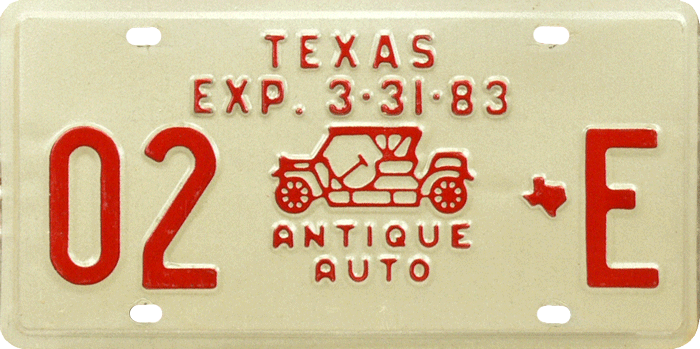 TEXAS
EXP. 3·31·83
02 E
ANTIQUE
AUTO